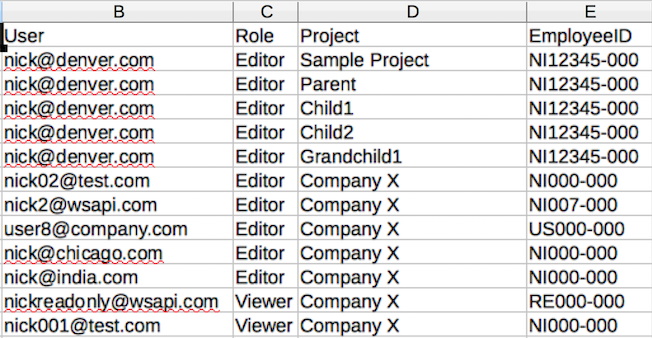 B C D E
User Role Project EmployeeID
nick@denver.com Editor Sample Project NI12345-000
nick@denver.com Editor Parent NI12345-000
nick@denver.com Editor Child1 NI12345-000
nick@denver.com Editor Child2 NI12345-000
nick@denver.com Editor Grandchild1 NI12345-000
nick02@test.com Editor Company X NI000-000
nick2@wsapi.com Editor Company X NI007-000
user8@company.com Editor Company X US000-000
nick@chicago.com Editor Company X NI000-000
nick@india.com Editor Company X NI000-000
nickreadonly@wsapi.com Viewer Company X RE000-000
nick001@test.com Viewer Company X NI000-000